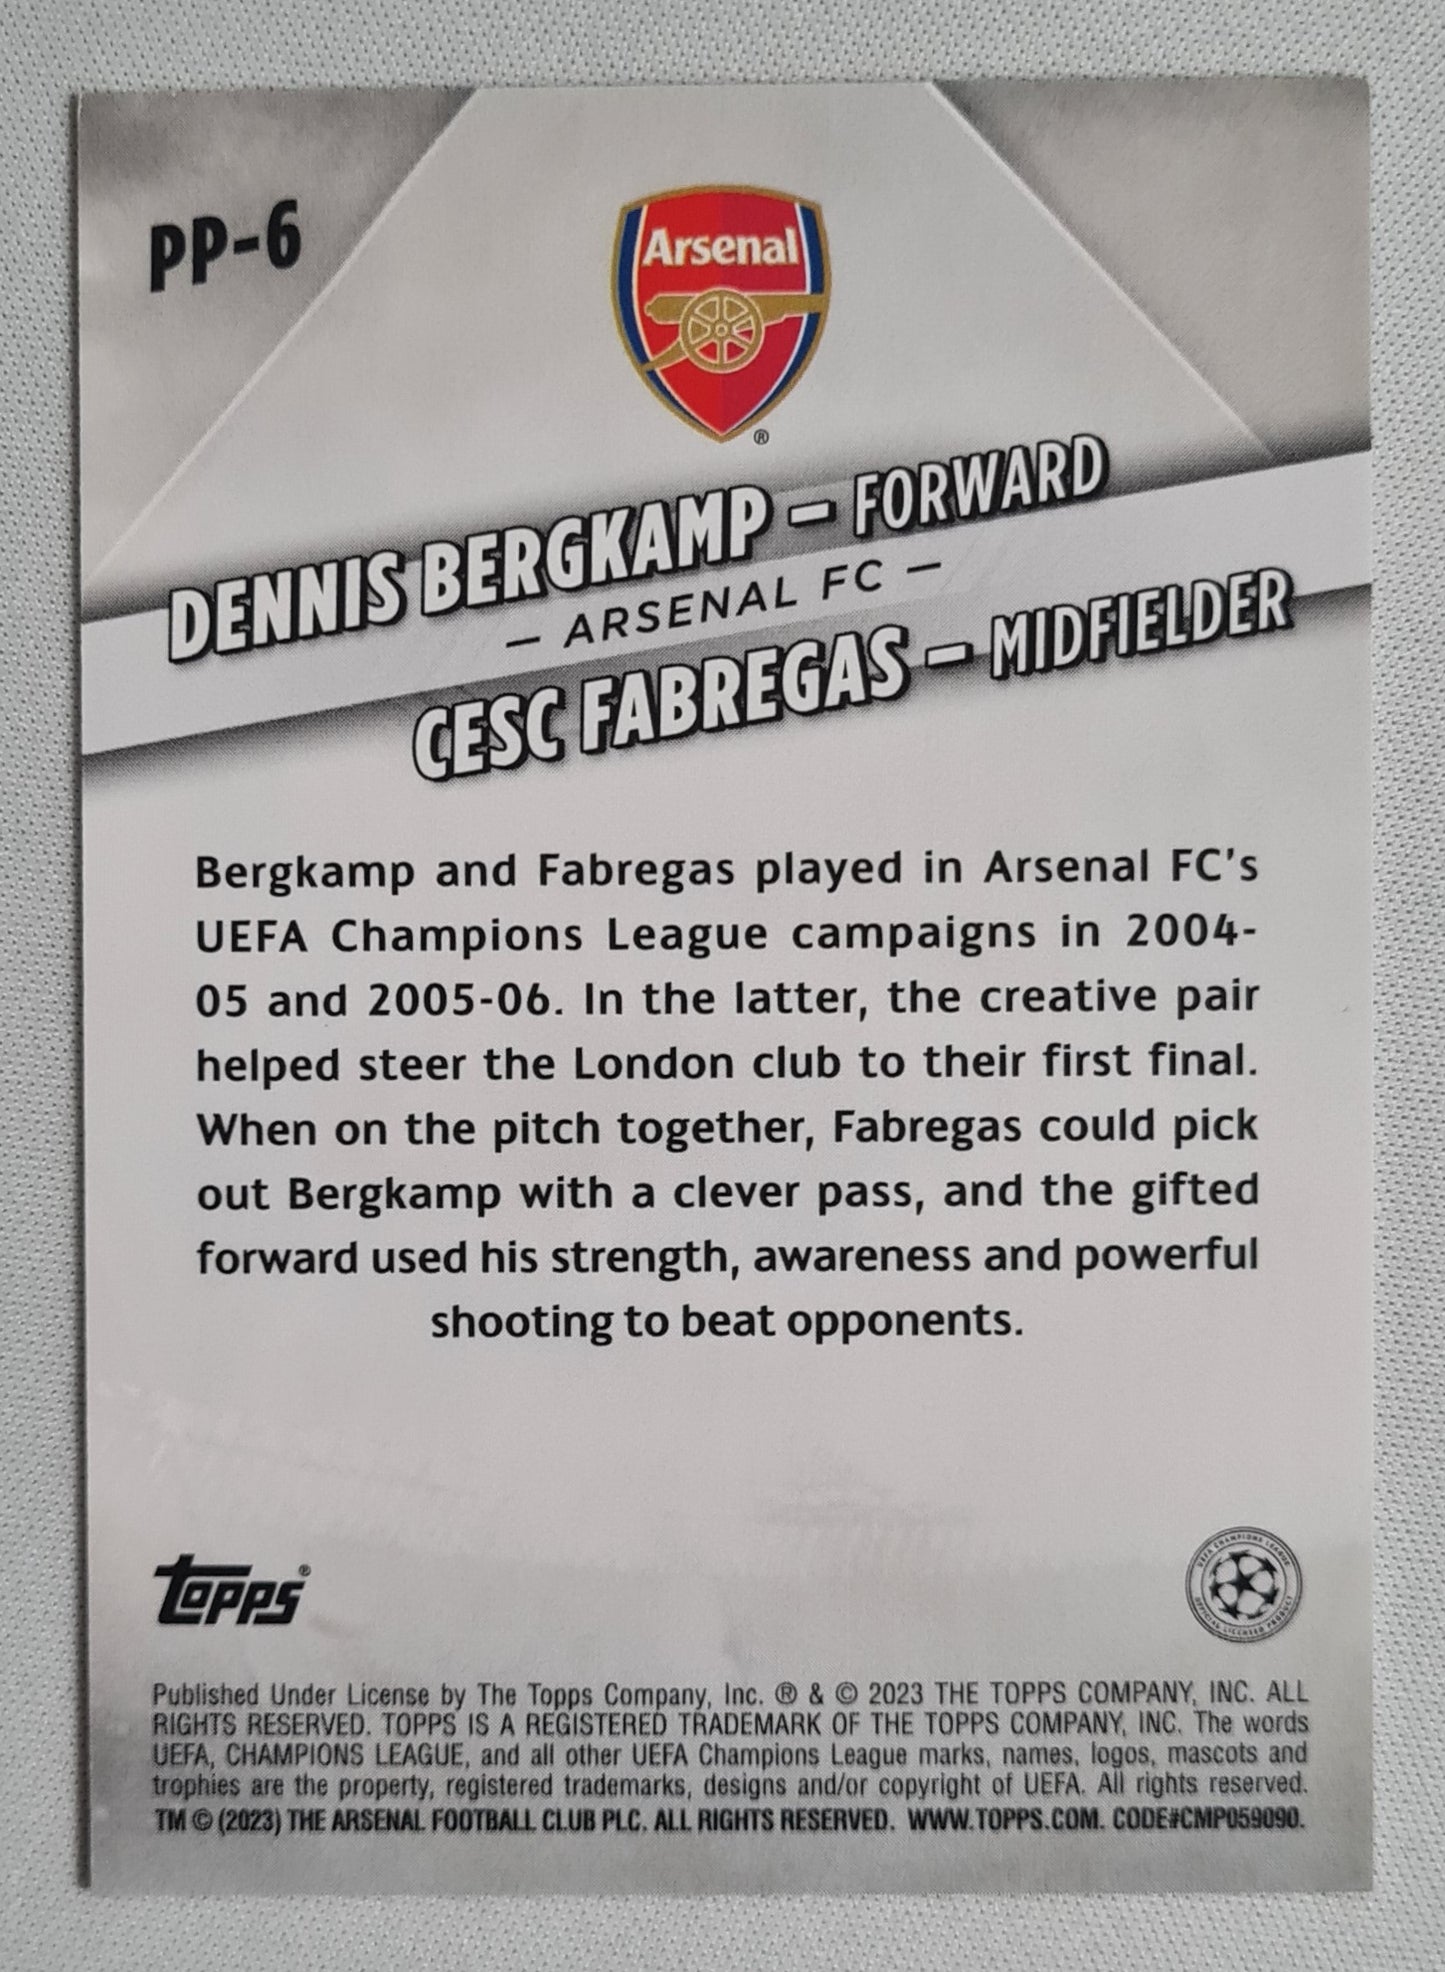 PP-6
Arsenal
®
DENNIS BERGKAMP – FORWARD
– ARSENAL FC –
CESC FABREGAS – MIDFIELDER
Bergkamp and Fabregas played in Arsenal FC's
UEFA Champions League campaigns in 2004-
05 and 2005-06. In the latter, the creative pair
helped steer the London club to their first final.
When on the pitch together, Fabregas could pick
out Bergkamp with a clever pass, and the gifted
forward used his strength, awareness and powerful
shooting to beat opponents.
topps®
UEFA CHAMPIONS LEAGUE
OFFICIAL LICENSED PRODUCT
Published Under License by The Topps Company, Inc. ® & © 2023 THE TOPPS COMPANY, INC. ALL
RIGHTS RESERVED. TOPPS IS A REGISTERED TRADEMARK OF THE TOPPS COMPANY, INC. The words
UEFA, CHAMPIONS LEAGUE, and all other UEFA Champions League marks, names, logos, mascots and
trophies are the property, registered trademarks, designs and/or copyright of UEFA. All rights reserved.
TM © (2023) THE ARSENAL FOOTBALL CLUB PLC. ALL RIGHTS RESERVED. WWW.TOPPS.COM. CODE#CMP059090.